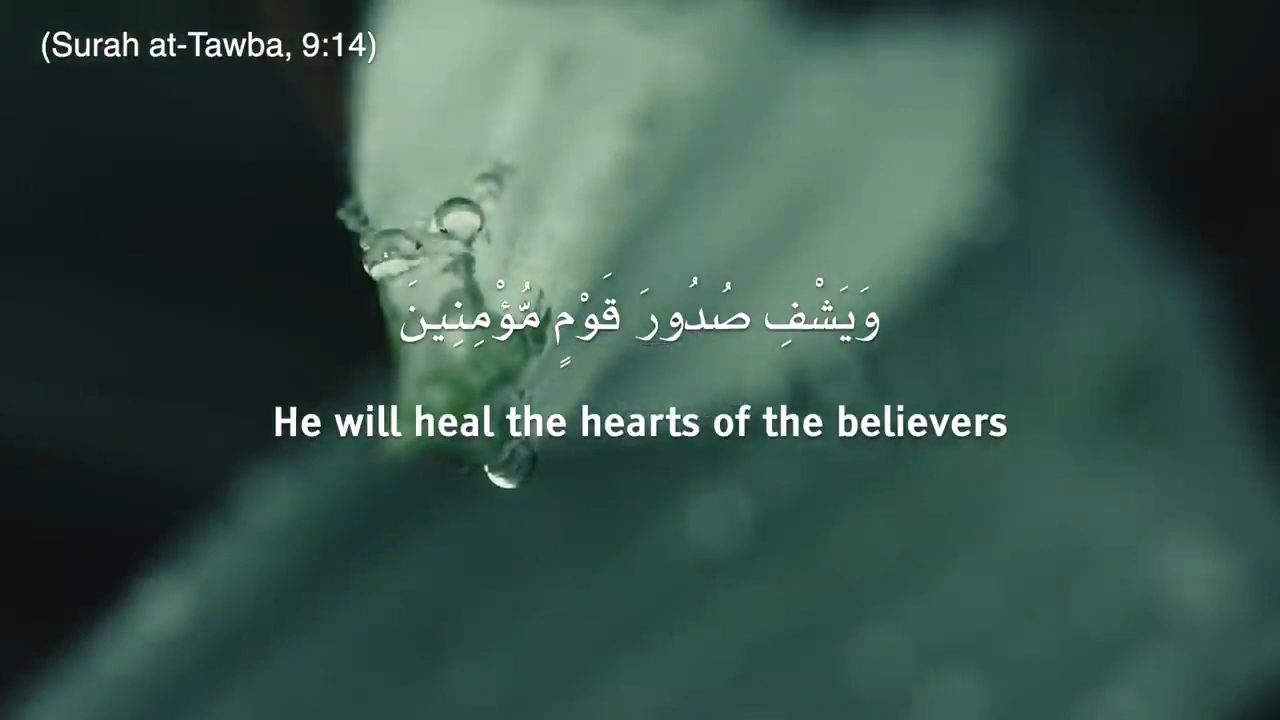 (Surah at-Tawba, 9:14)
وَيَشْفِ صُدُورَ قَوْمٍ مُّؤْمِنِينَ
He will heal the hearts of the believers